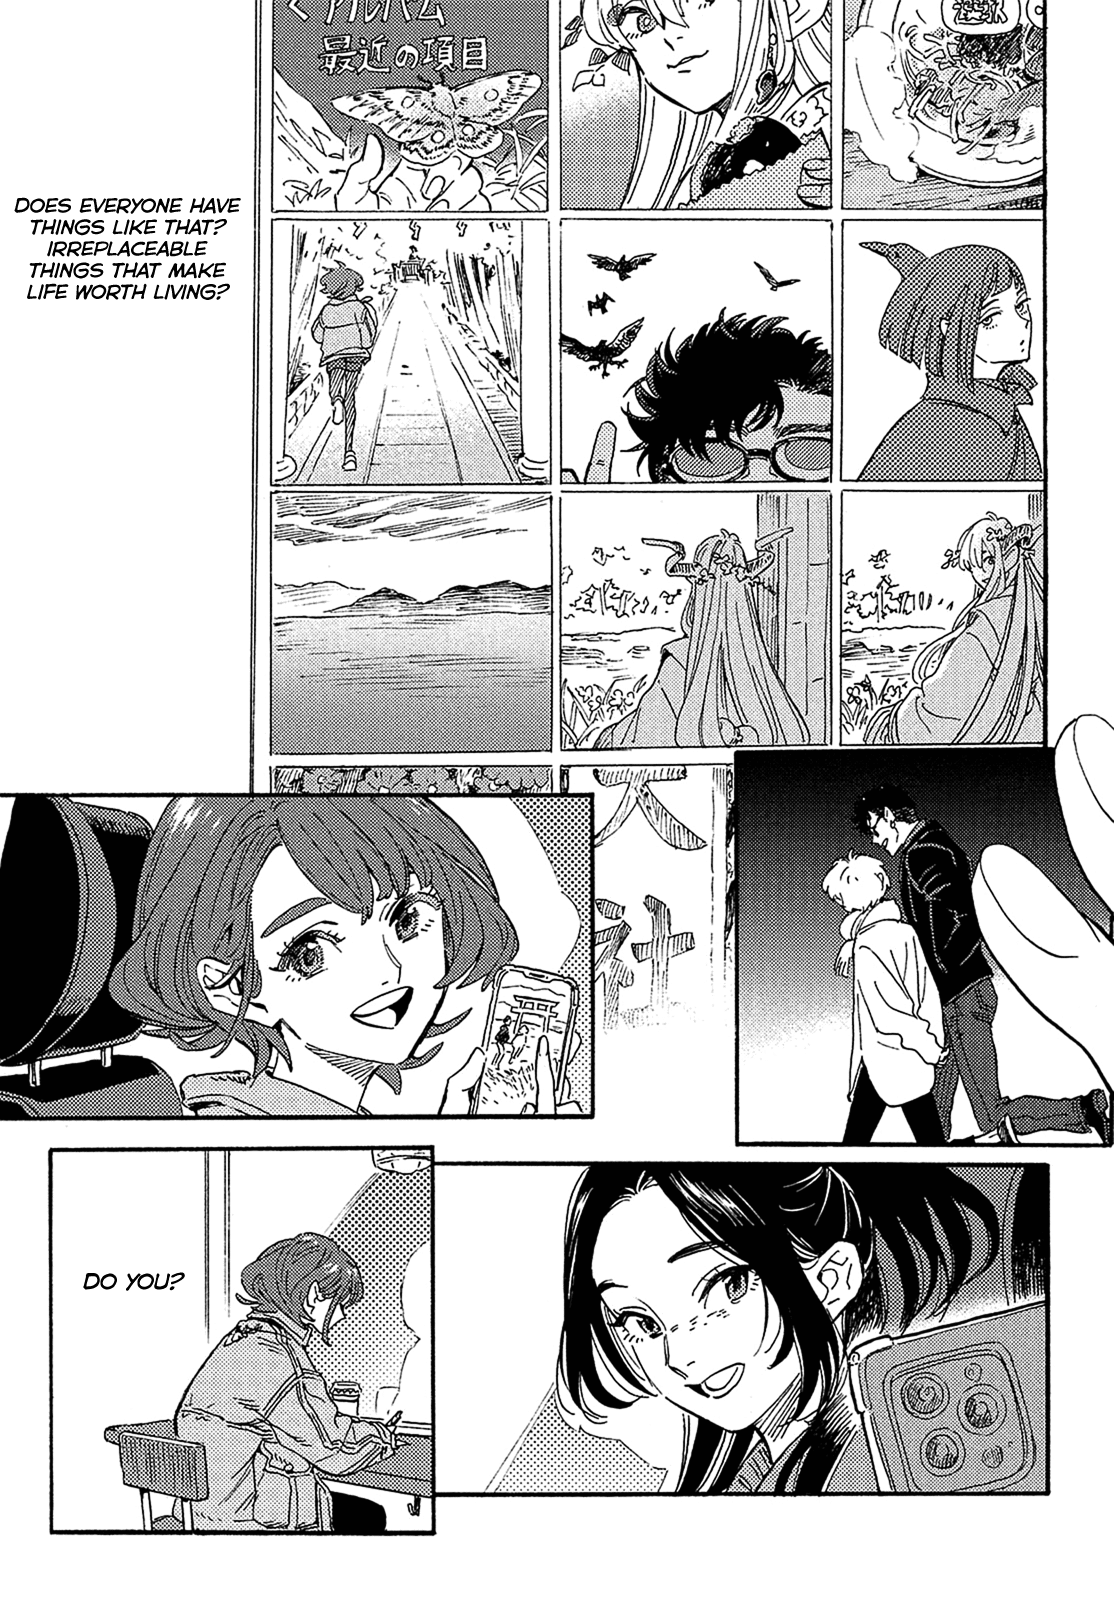 くアルバム
最近の項目
DOES EVERYONE HAVE
THINGS LIKE THAT?
IRREPLACEABLE
THINGS THAT MAKE
LIFE WORTH LIVING?
DO YOU?